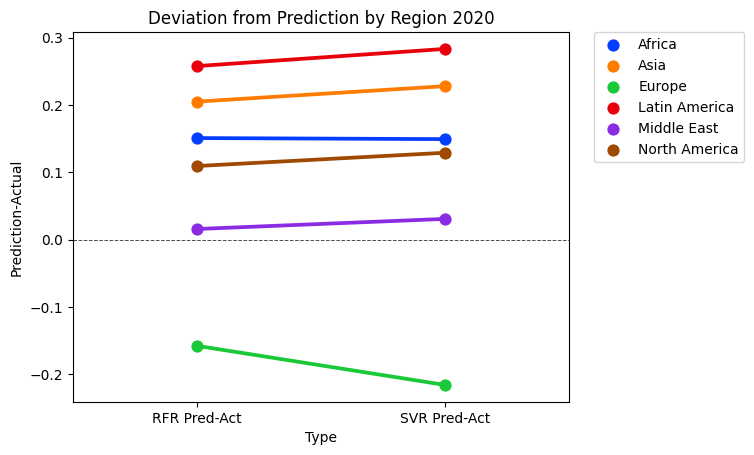 Deviation from Prediction by Region 2020
Prediction-Actual
0.3
0.2
0.1
0.0
−0.1
−0.2
RFR Pred-Act
SVR Pred-Act
Type
Africa
Asia
Europe
Latin America
Middle East
North America